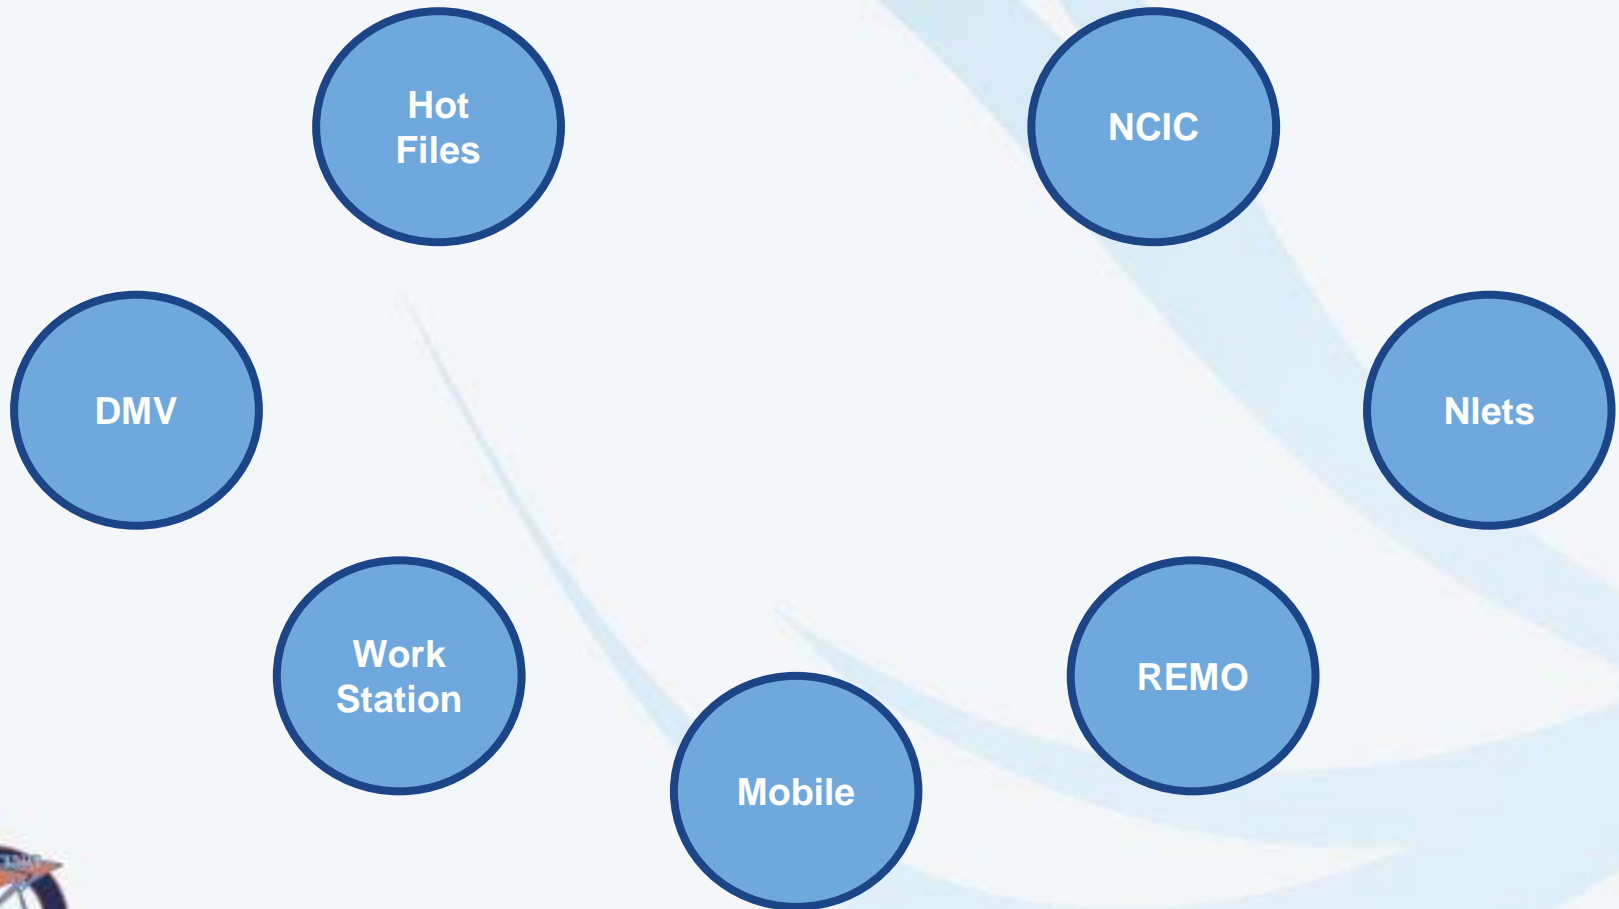 Hot
Files
NCIC
DMV
Nlets
Work
Station
REMO
Mobile